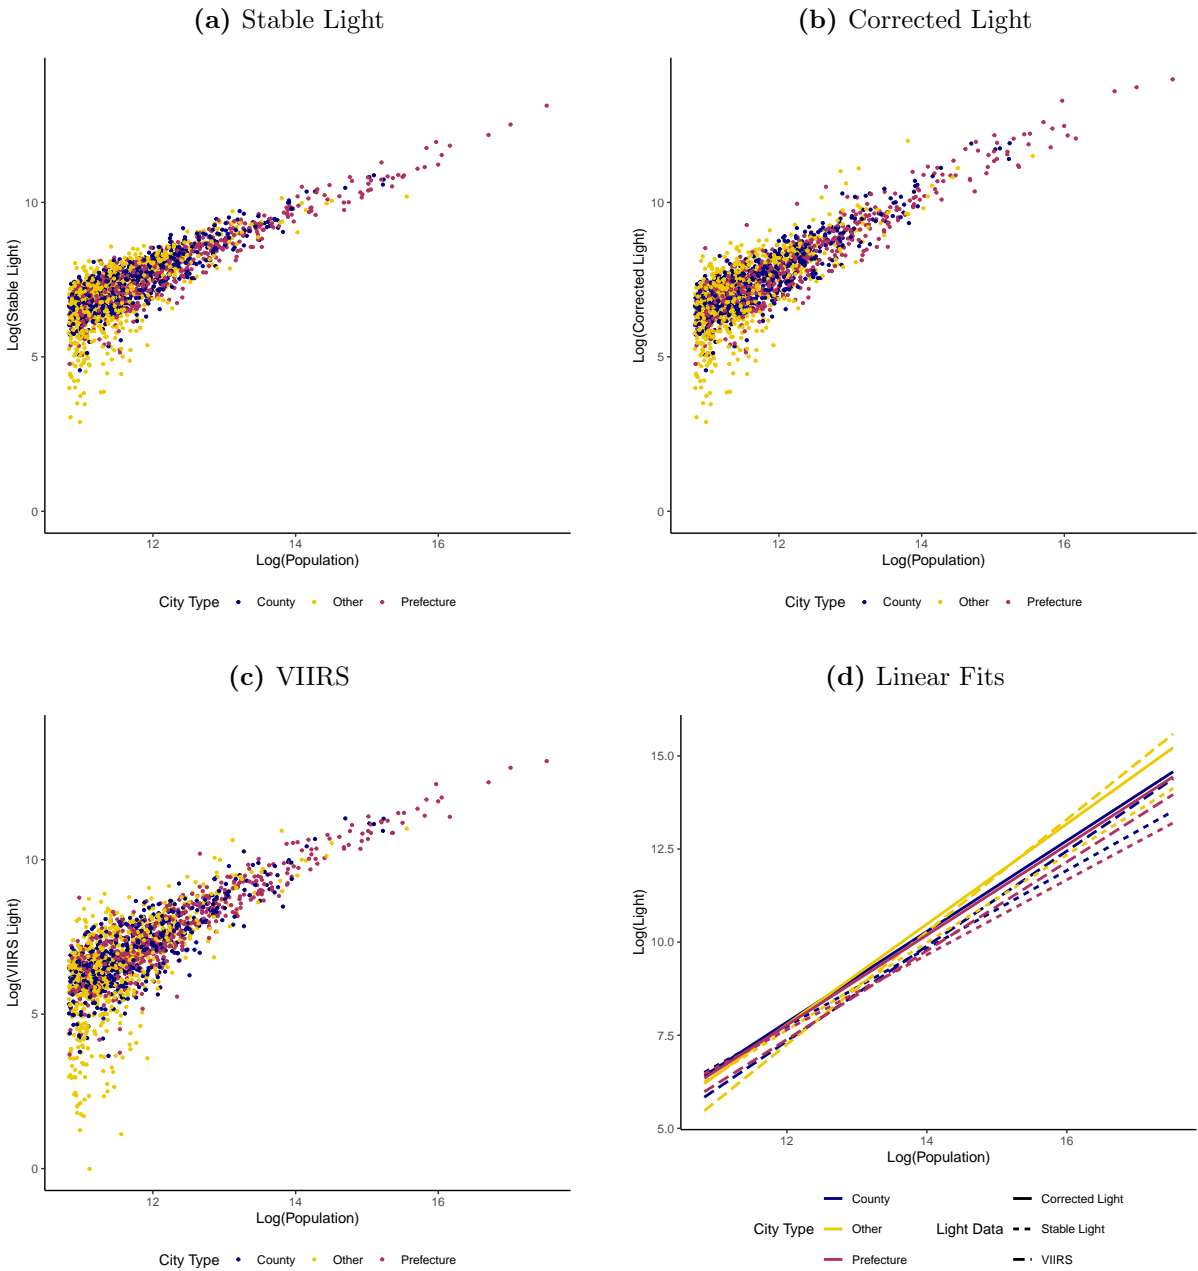 (a) Stable Light
Log(Stable Light)
10
5
0
12 14 16
Log(Population)
City Type County Other Prefecture
(b) Corrected Light
Log(Corrected Light)
10
5
0
12 14 16
Log(Population)
City Type County Other Prefecture
(c) VIIRS
Log(VIIRS Light)
10
5
0
12 14 16
Log(Population)
City Type County Other Prefecture
(d) Linear Fits
Log(Light)
15.0
12.5
10.0
7.5
5.0
12 14 16
Log(Population)
City Type
County
Other
Prefecture
Light Data
Corrected Light
Stable Light
VIIRS